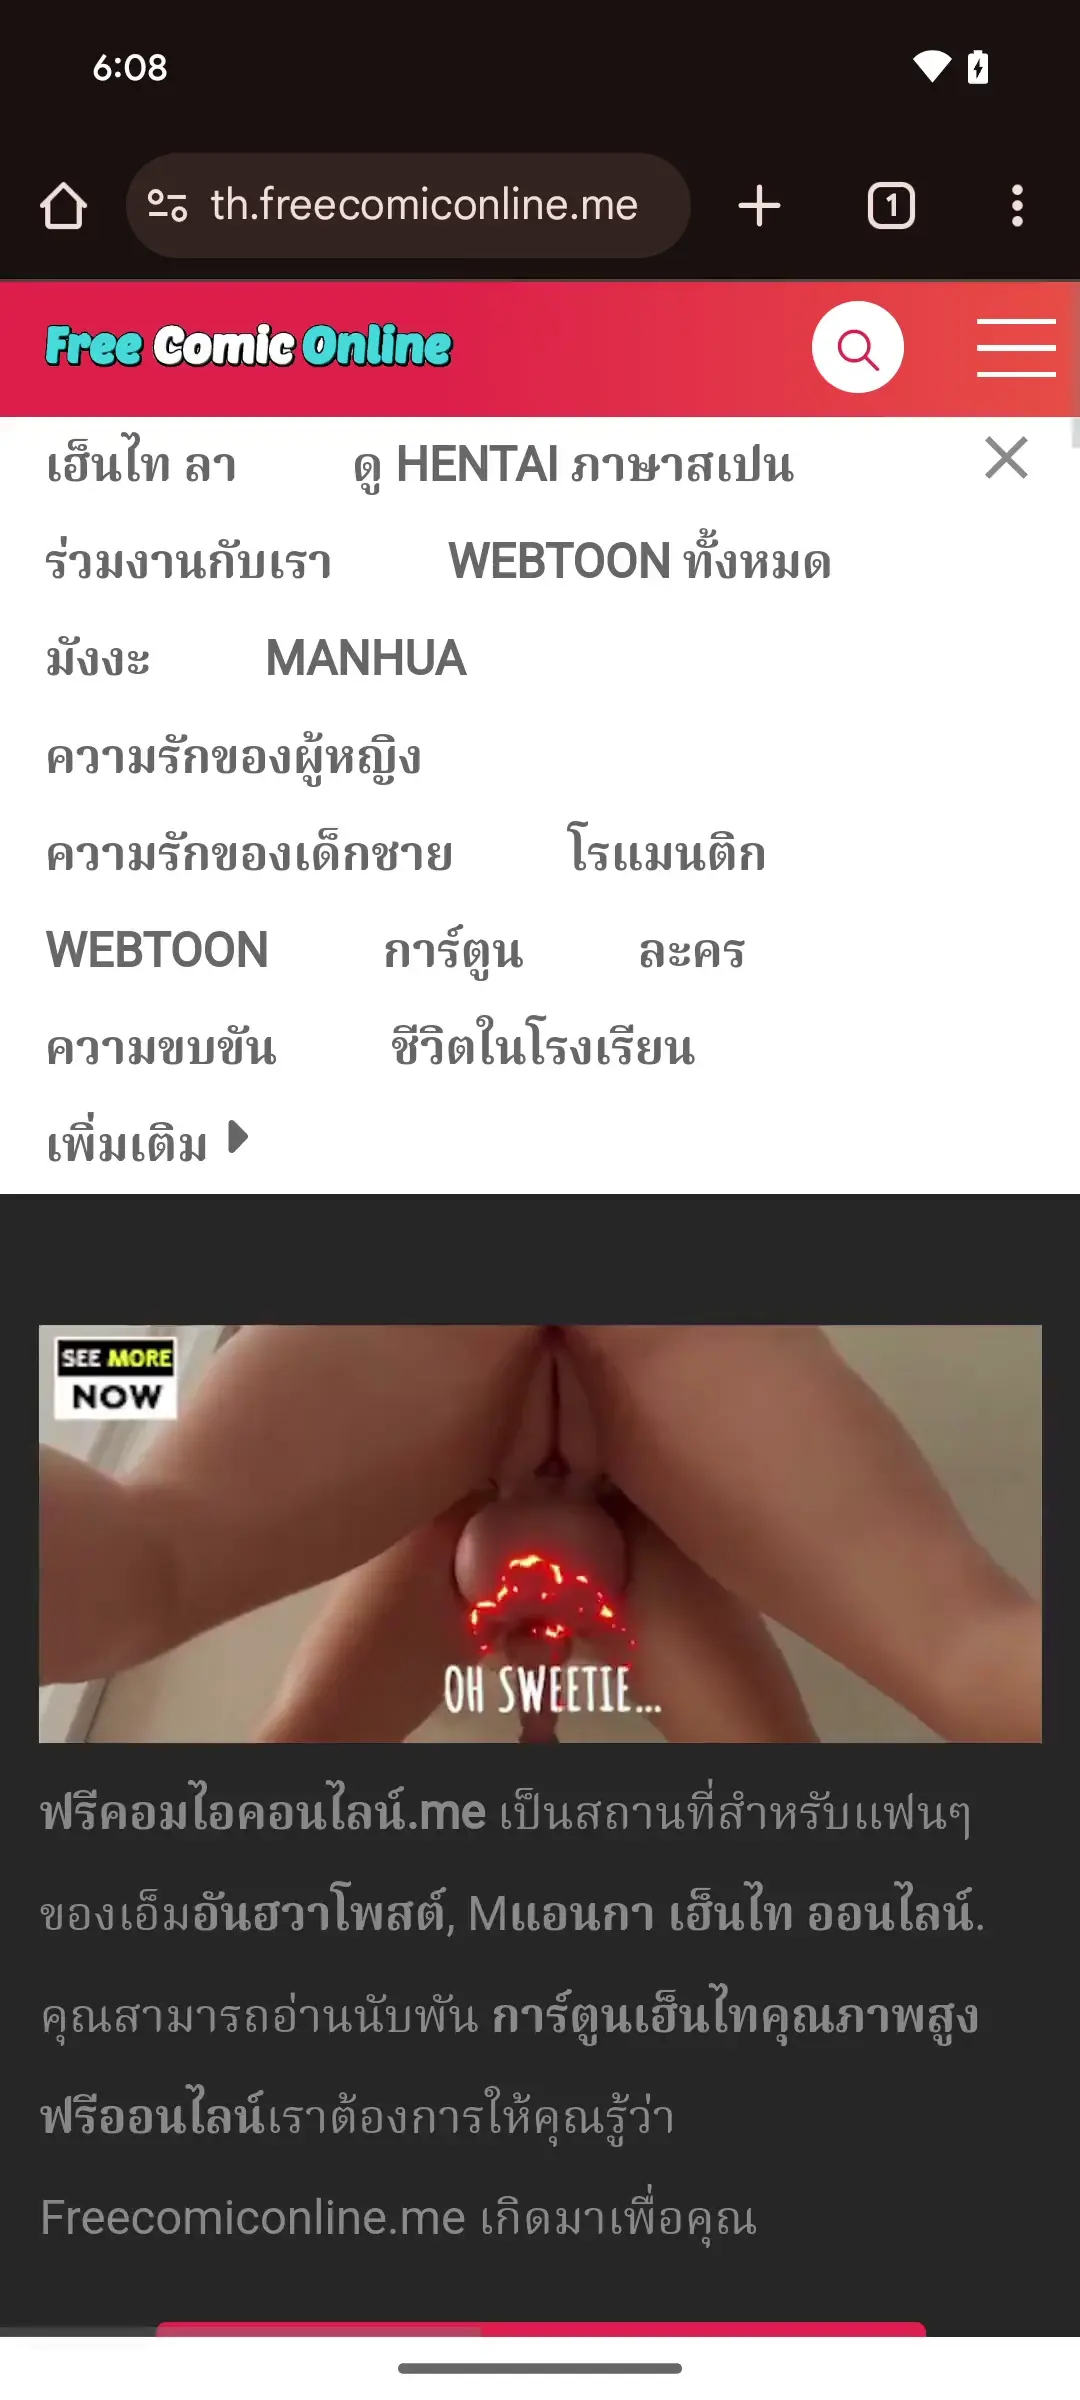 6:08
th.freecomiconline.me
1
Free Comic Online
เฮ็นไท ลา ดู HENTAI ภาษาสเปน
ร่วมงานกับเรา WEBTOON ทั้งหมด
มังงะ MANHUA
ความรักของผู้หญิง
ความรักของเด็กชาย โรแมนติก
WEBTOON การ์ตูน ละคร
ความขบขัน ชีวิตในโรงเรียน
เพิ่มเติม
SEE MORE
NOW
OH SWEETIE...
ฟรีคอมไอคอนไลน์.me เป็นสถานที่สำหรับแฟนๆ
ของเอ็มอันฮวาโพสต์, Mแอนกา เฮ็นไท ออนไลน์.
คุณสามารถอ่านนับพัน การ์ตูนเฮ็นไทคุณภาพสูง
ฟรีออนไลน์เราต้องการให้คุณรู้ว่า
Freecomiconline.me เกิดมาเพื่อคุณ